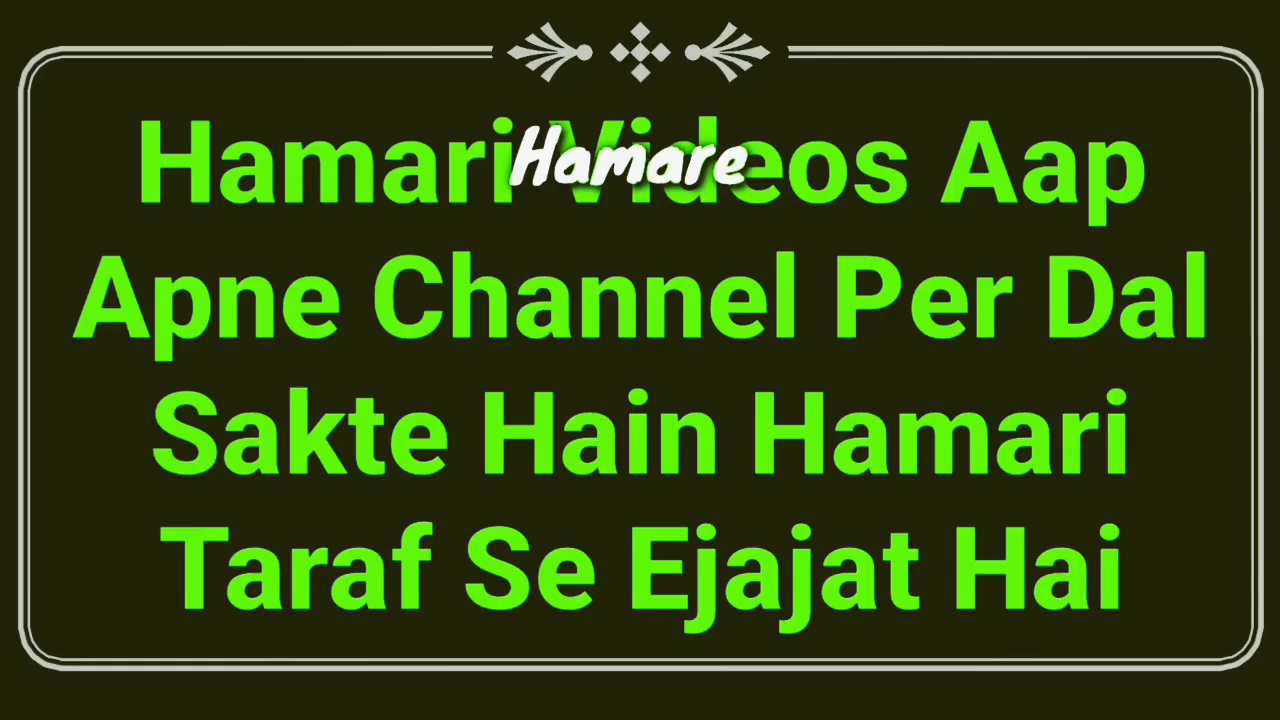 Hamari Videos Aap
Hamare
Apne Channel Per Dal
Sakte Hain Hamari
Taraf Se Ejajat Hai